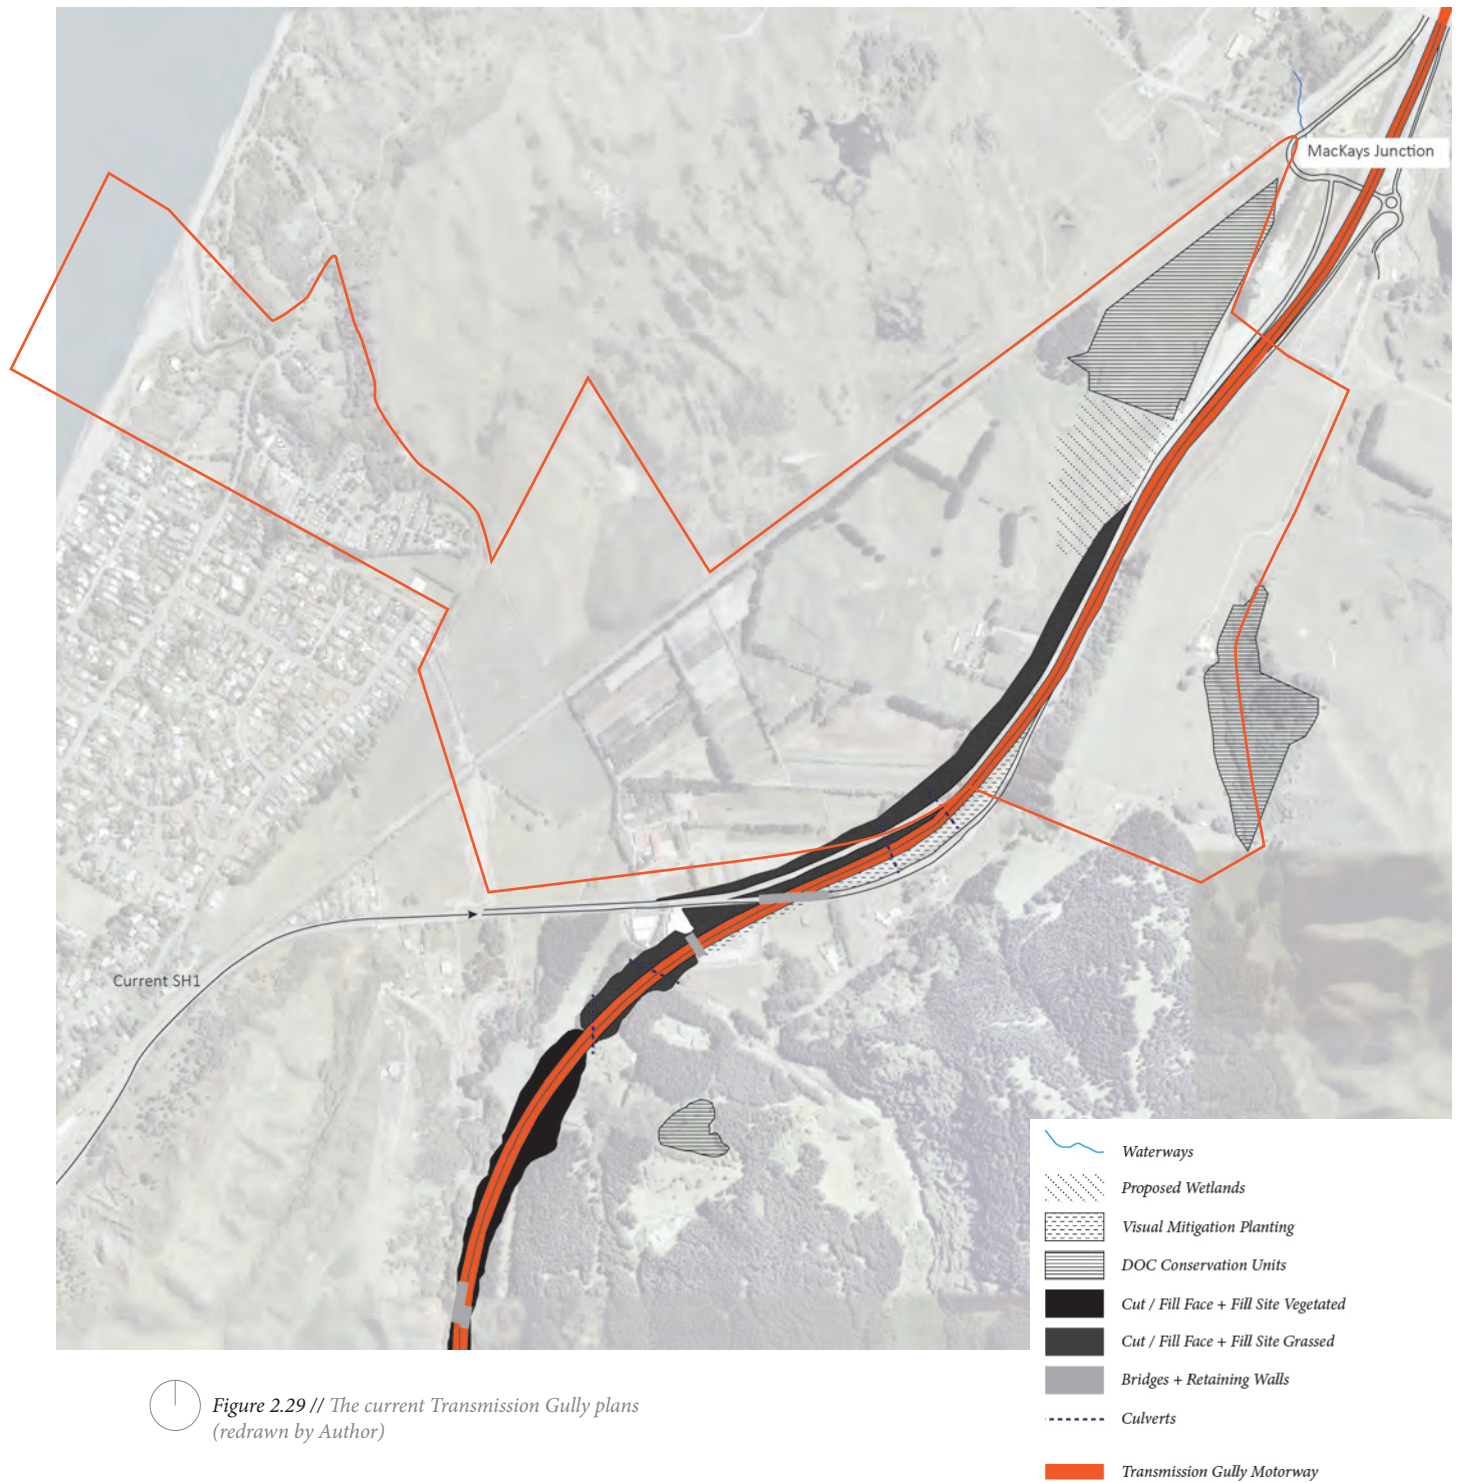 MacKays Junction
Current SH1
Waterways
Proposed Wetlands
Visual Mitigation Planting
DOC Conservation Units
Cut / Fill Face + Fill Site Vegetated
Cut / Fill Face + Fill Site Grassed
Bridges + Retaining Walls
Culverts
Transmission Gully Motorway
Figure 2.29 // The current Transmission Gully plans
(redrawn by Author)